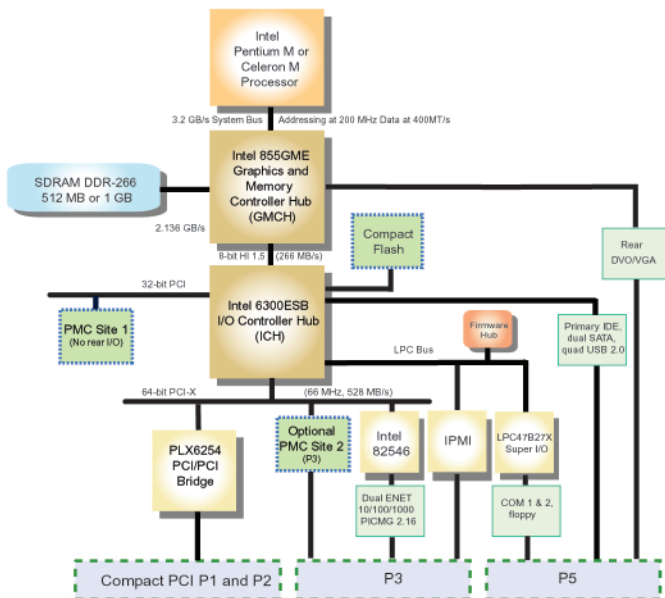 Intel
Pentium M or
Celeron M
Processor
3.2 GB/s System Bus
Addressing at 200 MHz Data at 400MT/s
Intel 855GME
Graphics and
Memory
Controller Hub
(GMCH)
SDRAM DDR-266
512 MB or 1 GB
2.136 GB/s
8-bit HI 1.5
(266 MB/s)
Compact
Flash
Rear
DVO/VGA
32-bit PCI
Intel 6300ESB
I/O Controller Hub
(ICH)
PMC Site 1
(No rear I/O)
Firmware
Hub
Primary IDE,
dual SATA,
quad USB 2.0
LPC Bus
64-bit PCI-X
(66 MHz, 528 MB/s)
PLX6254
PCI/PCI
Bridge
Optional
PMC Site 2
(P3)
Intel
82546
IPMI
LPC47B27X
Super I/O
Dual ENET
10/100/1000
PICMG 2.16
COM 1 & 2,
floppy
Compact PCI P1 and P2
P3
P5